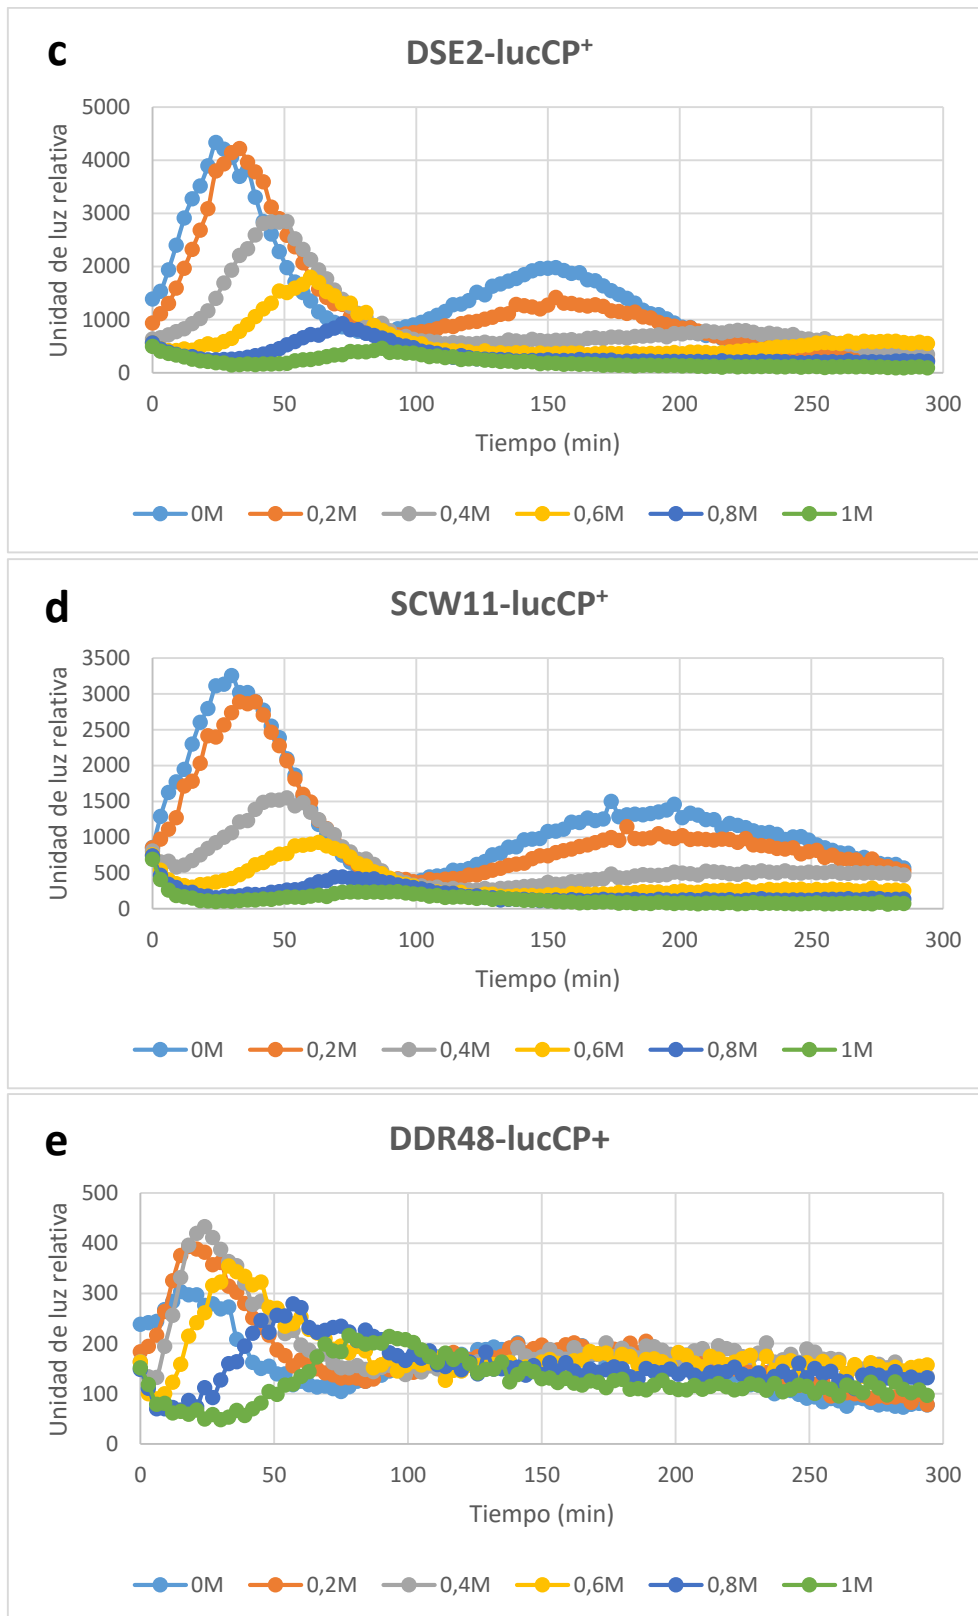 c
DSE2-lucCP⁺
Unidad de luz relativa
5000
4000
3000
2000
1000
0
0 50 100 150 200 250 300
Tiempo (min)
0M 0,2M 0,4M 0,6M 0,8M 1M
d
SCW11-lucCP⁺
Unidad de luz relativa
3500
3000
2500
2000
1500
1000
500
0
0 50 100 150 200 250 300
Tiempo (min)
0M 0,2M 0,4M 0,6M 0,8M 1M
e
DDR48-lucCP+
Unidad de luz relativa
500
400
300
200
100
0
0 50 100 150 200 250 300
Tiempo (min)
0M 0,2M 0,4M 0,6M 0,8M 1M